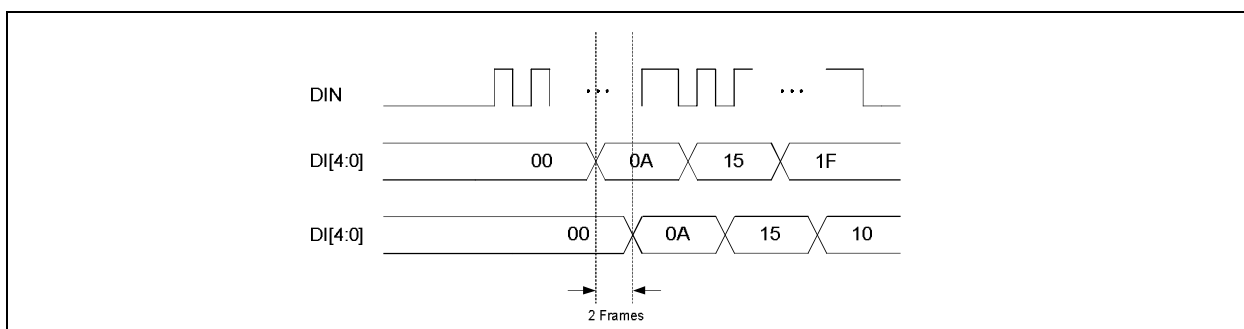 DIN ... ...
DI[4:0] 00 0A 15 1F
DI[4:0] 00 0A 15 10
2 Frames